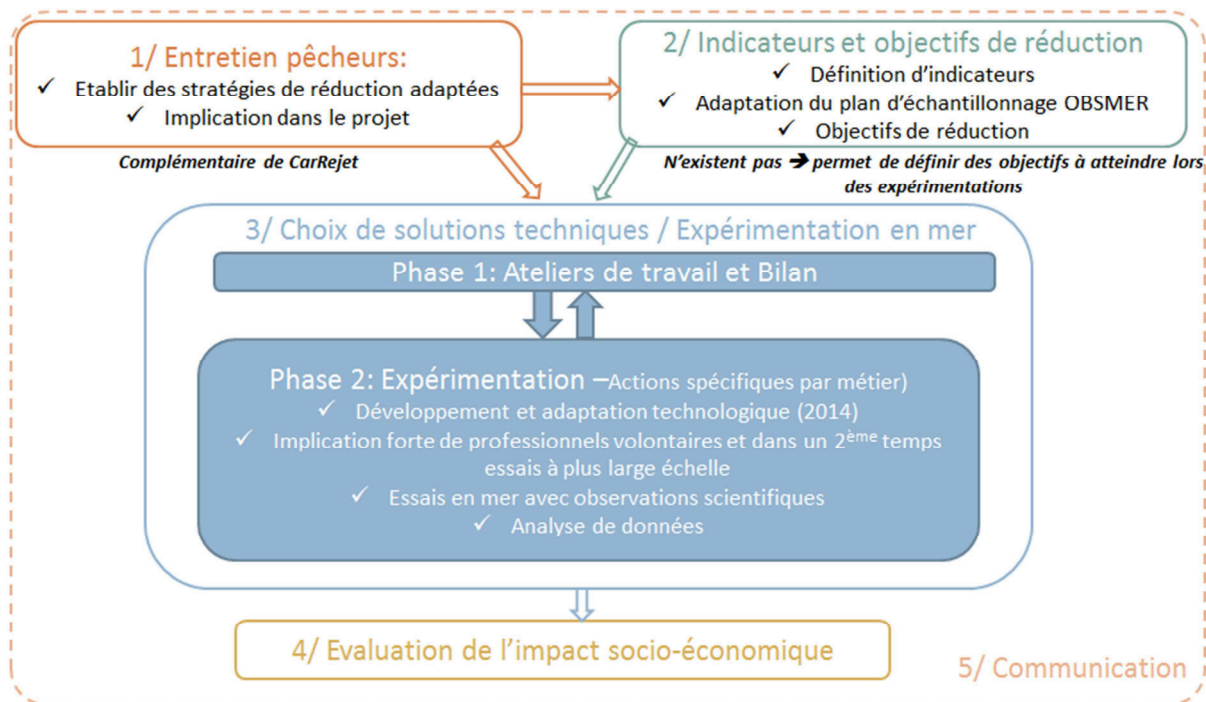 1/ Entretien pêcheurs:
✓ Etablir des stratégies de réduction adaptées
✓ Implication dans le projet
Complémentaire de CarRejet
2/ Indicateurs et objectifs de réduction
✓ Définition d'indicateurs
✓ Adaptation du plan d'échantillonnage OBSMER
✓ Objectifs de réduction
N'existent pas ➔ permet de définir des objectifs à atteindre lors
des expérimentations
3/ Choix de solutions techniques / Expérimentation en mer
Phase 1: Ateliers de travail et Bilan
Phase 2: Expérimentation –Actions spécifiques par métier)
✓ Développement et adaptation technologique (2014)
✓ Implication forte de professionnels volontaires et dans un 2ème temps
essais à plus large échelle
✓ Essais en mer avec observations scientifiques
✓ Analyse de données
4/ Evaluation de l'impact socio-économique
5/ Communication